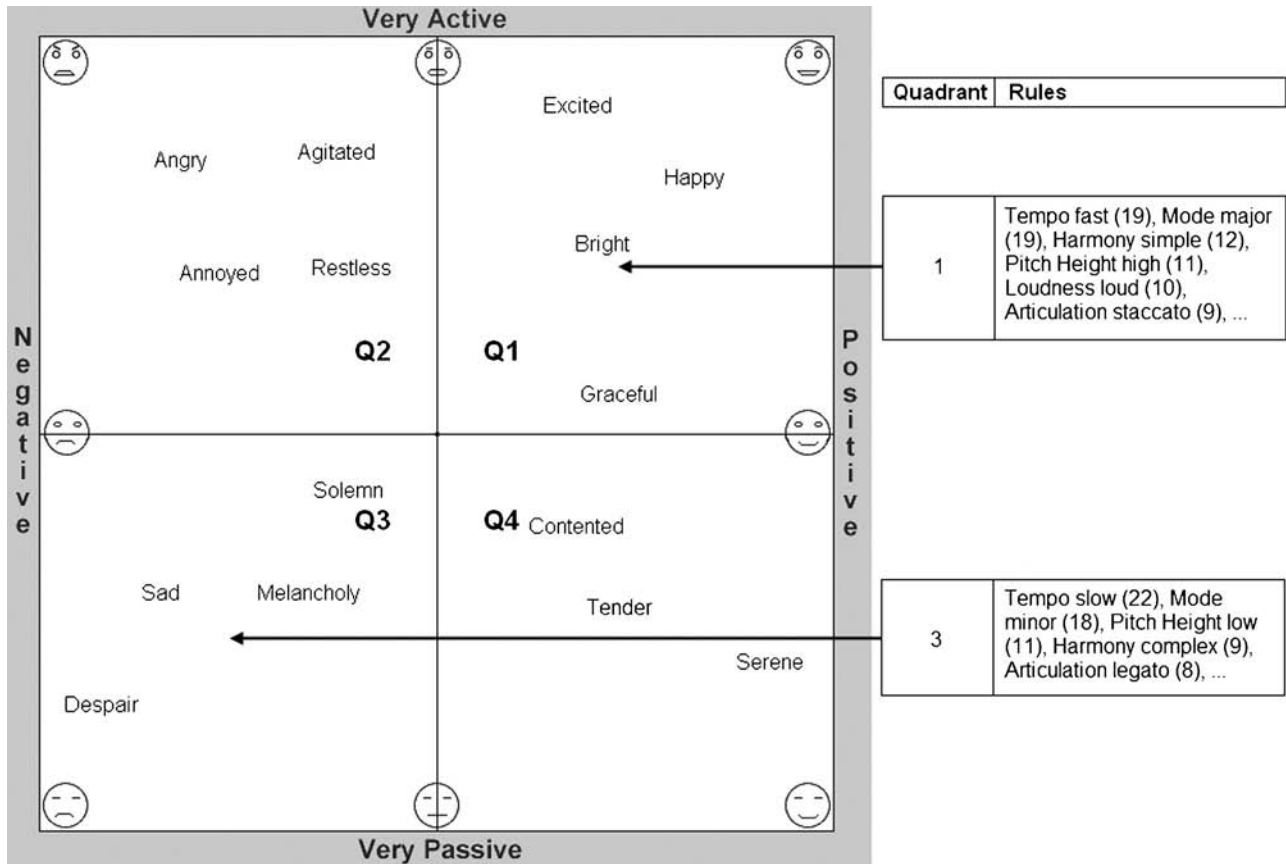 Very Active
Excited
Angry
Agitated
Happy
Bright
Annoyed
Restless
Q2
Q1
Graceful
Negative
Positive
Solemn
Q3
Q4
Contented
Sad
Melancholy
Tender
Serene
Despair
Very Passive
Quadrant
Rules
1
Tempo fast (19), Mode major
(19), Harmony simple (12),
Pitch Height high (11),
Loudness loud (10),
Articulation staccato (9), ...
3
Tempo slow (22), Mode
minor (18), Pitch Height low
(11), Harmony complex (9),
Articulation legato (8), ...